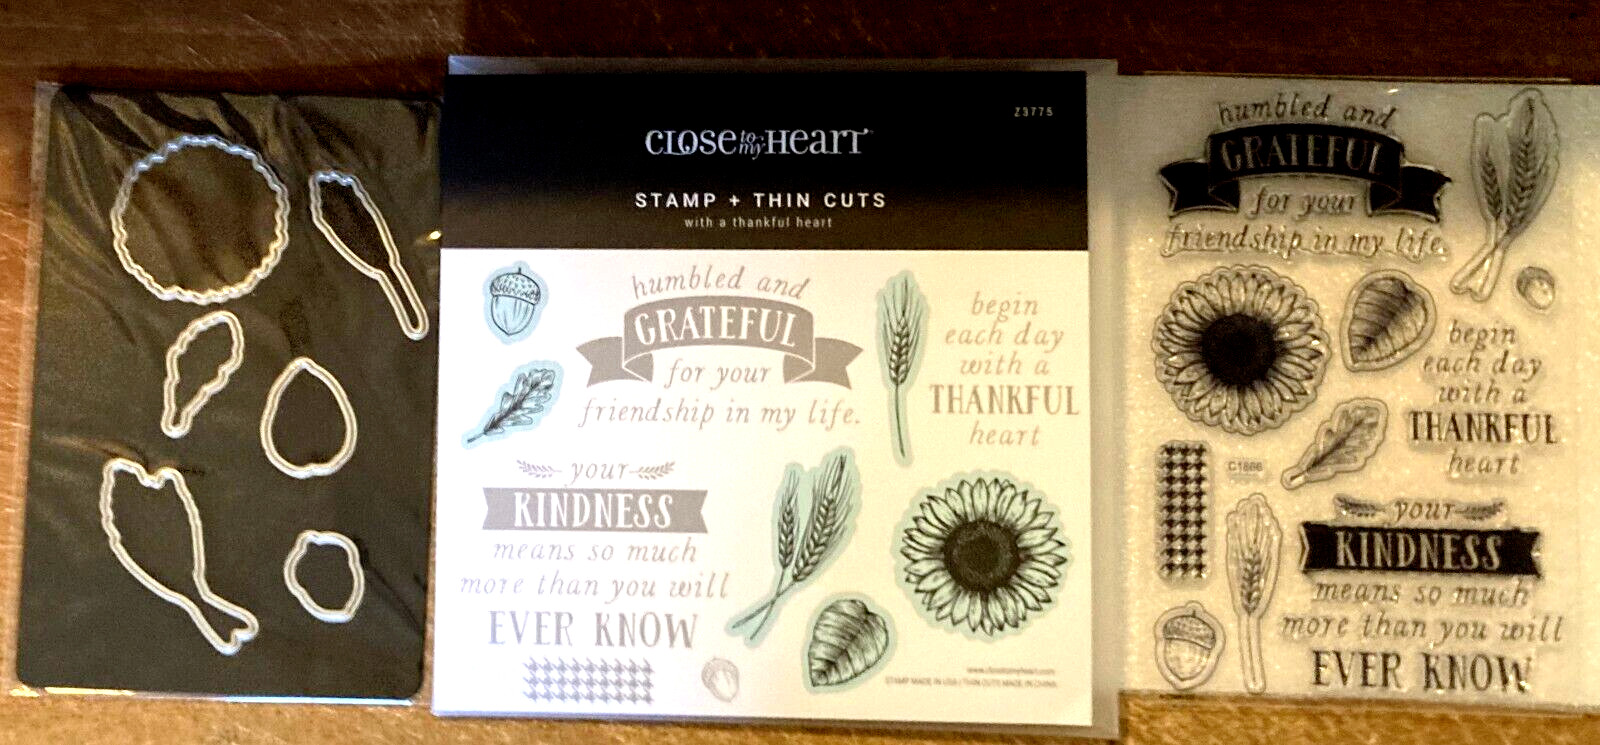 Z3775
CLOSE to my HEART
STAMP + THIN CUTS
with a thankful heart
humbled and
GRATEFUL
for your
friendship in my life.
begin
each day
with a
THANKFUL
heart
your
KINDNESS
means so much
more than you will
EVER KNOW
www.closetomyheart.com
STAMP MADE IN USA / THIN CUTS MADE IN CHINA
humbled and
GRATEFUL
for your
friendship in my life.
begin
each day
with a
THANKFUL
heart
C1866
your
KINDNESS
means so much
more than you will
EVER KNOW